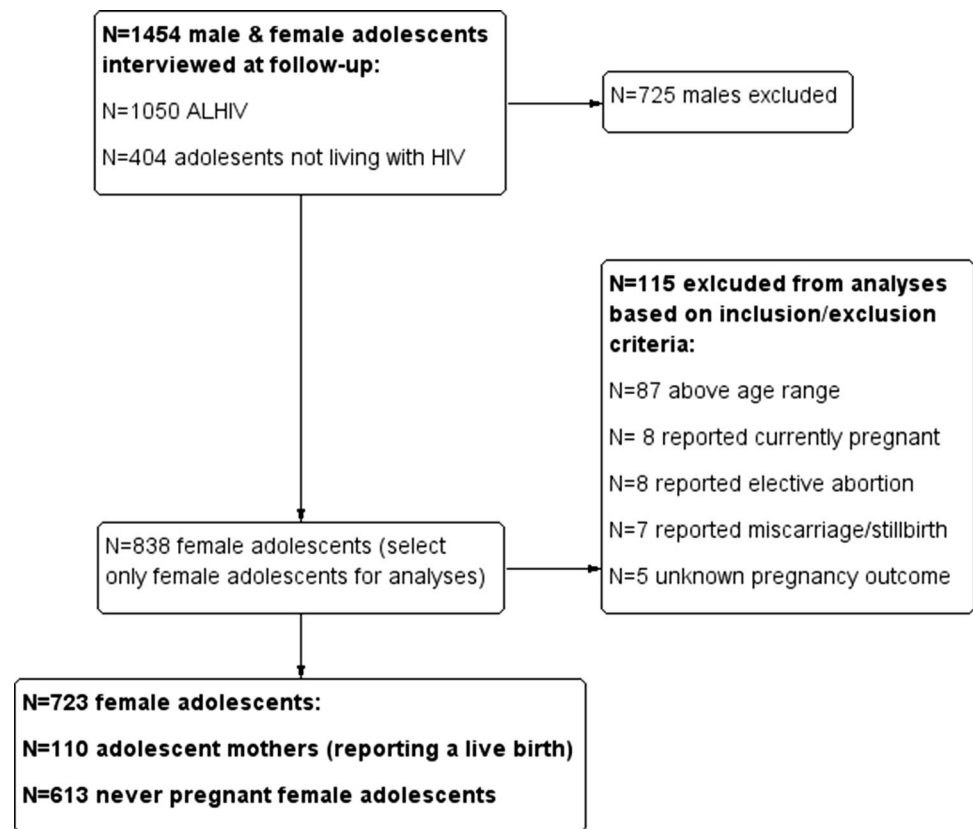 N=1454 male & female adolescents
interviewed at follow-up:
N=1050 ALHIV
N=404 adolesents not living with HIV
N=725 males excluded
N=115 exlcuded from analyses
based on inclusion/exclusion
criteria:
N=87 above age range
N= 8 reported currently pregnant
N=8 reported elective abortion
N=7 reported miscarriage/stillbirth
N=5 unknown pregnancy outcome
N=838 female adolescents (select
only female adolescents for analyses)
N=723 female adolescents:
N=110 adolescent mothers (reporting a live birth)
N=613 never pregnant female adolescents